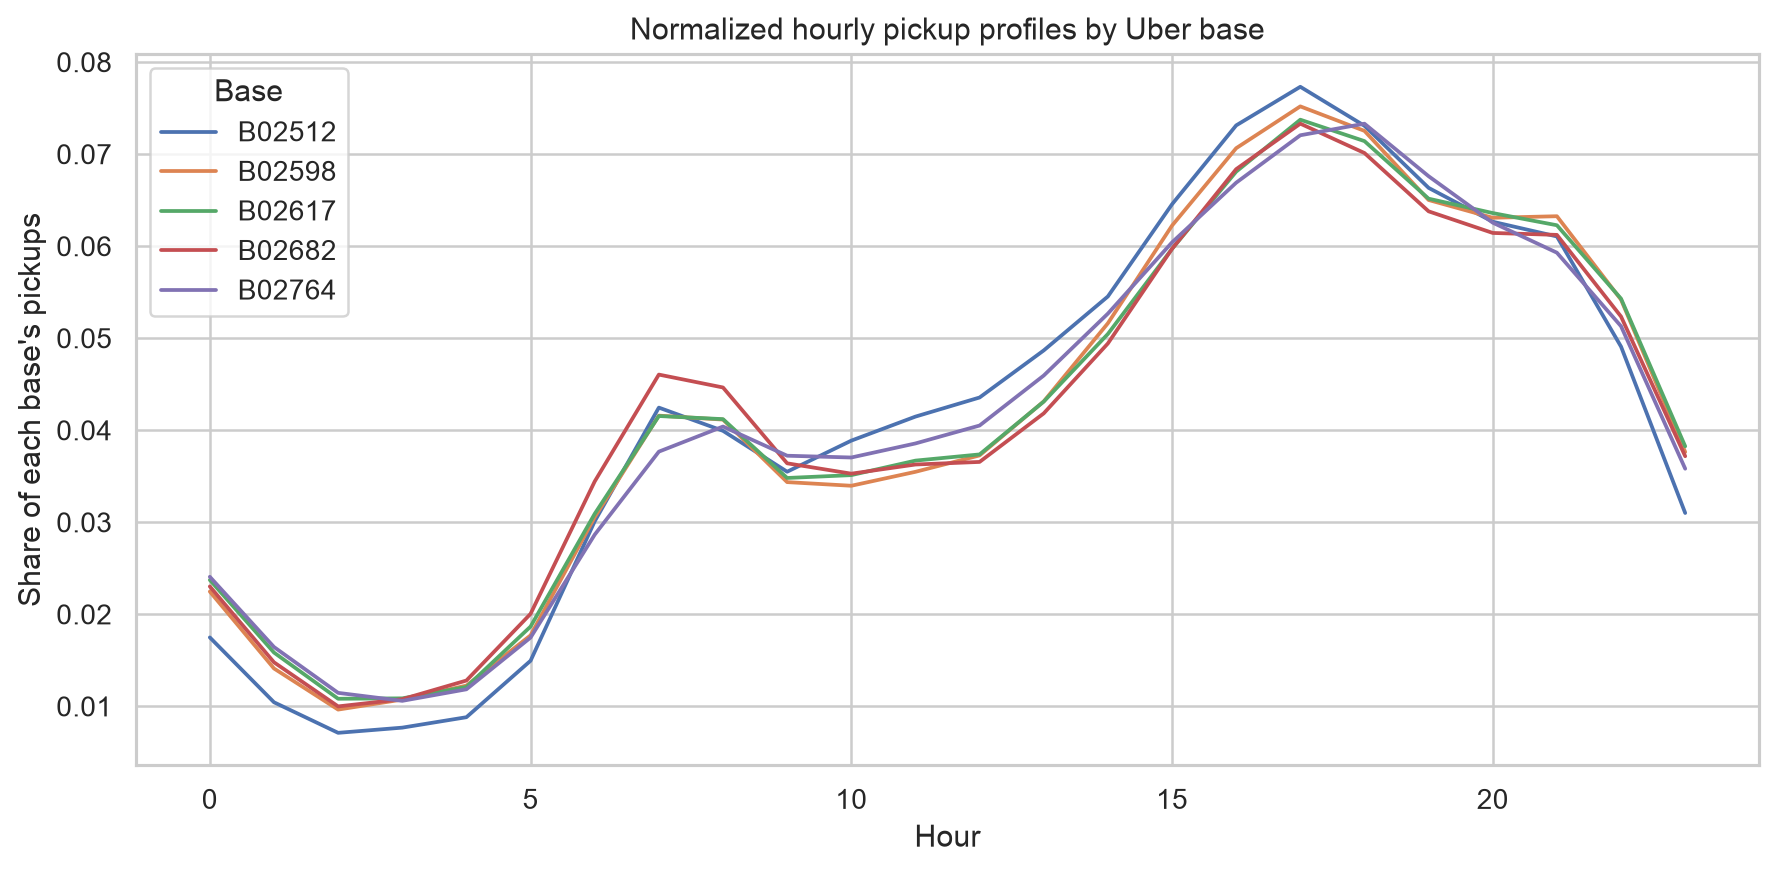 Normalized hourly pickup profiles by Uber base
Share of each base's pickups
0.08
0.07
0.06
0.05
0.04
0.03
0.02
0.01
Base
B02512
B02598
B02617
B02682
B02764
0 5 10 15 20
Hour